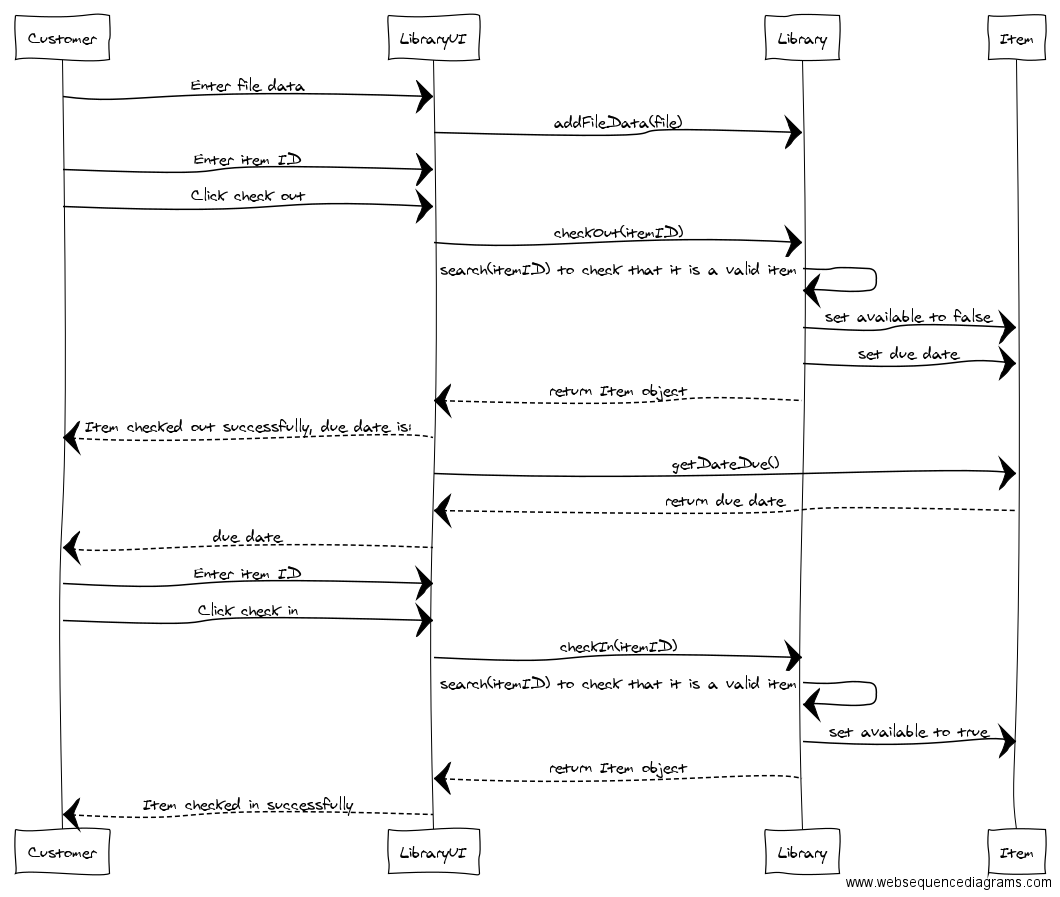 Customer LibraryUI Library Item
Enter file data
addFileData(file)
Enter item ID
Click check out
checkOut(itemID)
search(itemID) to check that it is a valid item
set available to false
set due date
return Item object
Item checked out successfully, due date is:
getDateDue()
return due date
due date
Enter item ID
Click check in
checkIn(itemID)
search(itemID) to check that it is a valid item
set available to true
return Item object
Item checked in successfully
Customer LibraryUI Library Item
www.websequencediagrams.com